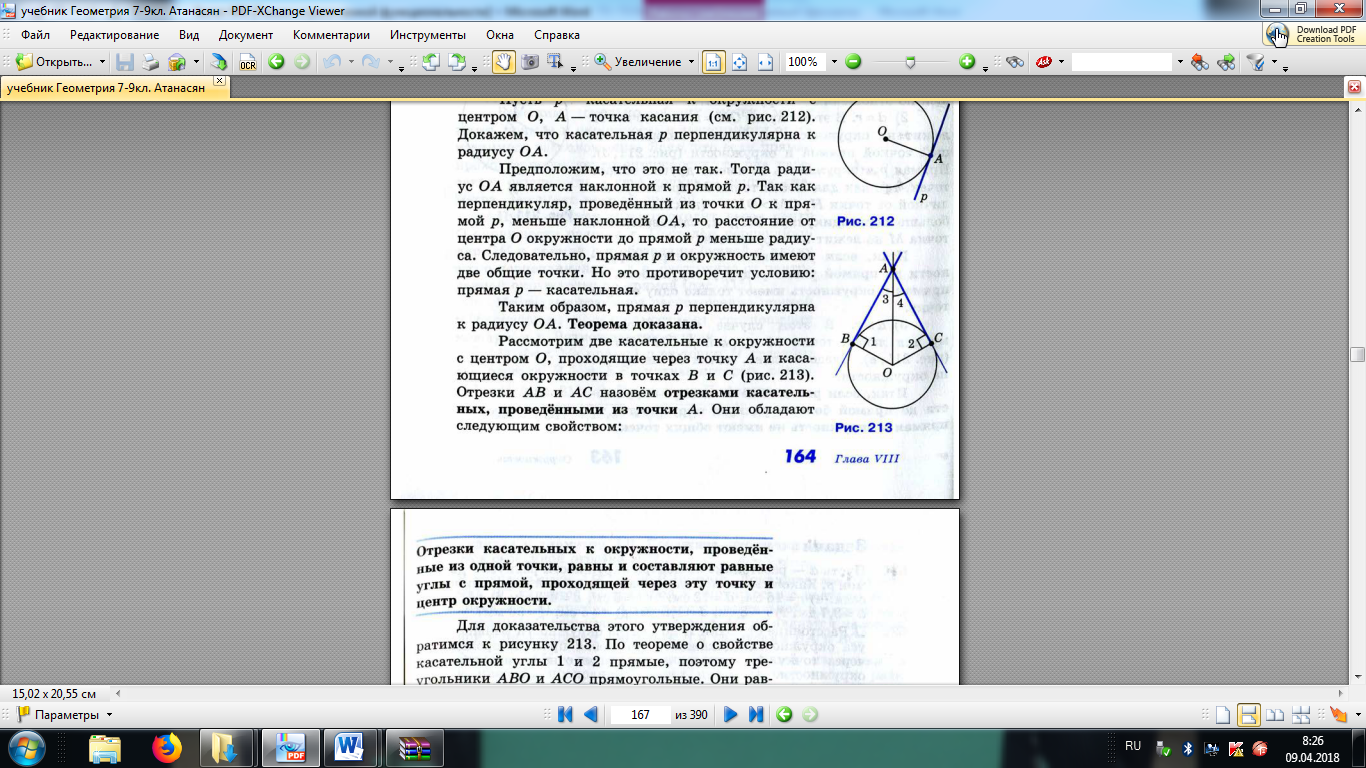 учебник Геометрия 7-9кл. Атанасян - PDF-XChange Viewer
Файл Редактирование Вид Документ Комментарии Инструменты Окна Справка
Download PDF
Creation Tools
Открыть... OCR Увеличение 1:1 100% Ask
учебник Геометрия 7-9кл. Атанасян
Пусть p касательная к окружности с
центром O, A — точка касания (см. рис. 212).
Докажем, что касательная p перпендикулярна к
радиусу OA.
Предположим, что это не так. Тогда ради-
ус OA является наклонной к прямой p. Так как
перпендикуляр, проведённый из точки O к пря-
мой p, меньше наклонной OA, то расстояние от
центра O окружности до прямой p меньше радиу-
са. Следовательно, прямая p и окружность имеют
две общие точки. Но это противоречит условию:
прямая p — касательная.
Таким образом, прямая p перпендикулярна
к радиусу OA. Теорема доказана.
Рассмотрим две касательные к окружности
с центром O, проходящие через точку A и каса-
ющиеся окружности в точках B и C (рис. 213).
Отрезки AB и AC назовём отрезками касатель-
ных, проведёнными из точки A. Они обладают
следующим свойством:
O
A
p
Рис. 212
A
3 4
B 1 2 C
O
Рис. 213
164 Глава VIII
Отрезки касательных к окружности, проведён-
ные из одной точки, равны и составляют равные
углы с прямой, проходящей через эту точку и
центр окружности.
Для доказательства этого утверждения об-
ратимся к рисунку 213. По теореме о свойстве
касательной углы 1 и 2 прямые, поэтому тре-
угольники ABO и ACO прямоугольные. Они рав-
15,02 x 20,55 см
Параметры 167 из 390
PDF
RU
8:26
09.04.2018